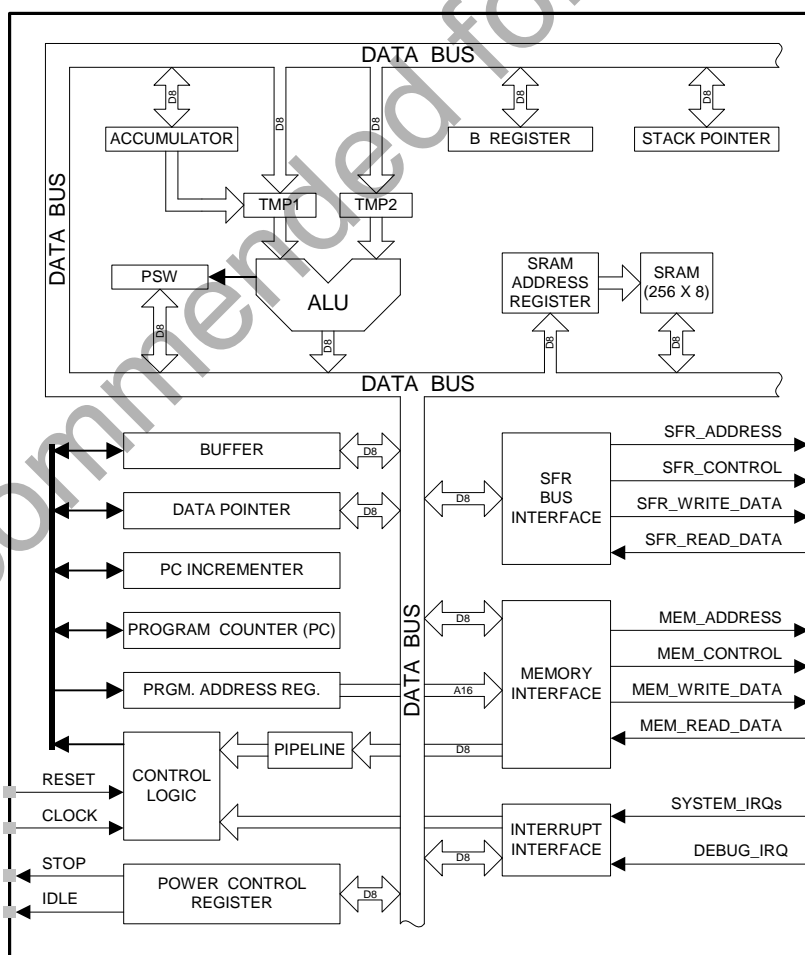 DATA BUS
D8
D8
D8
D8
D8
ACCUMULATOR
B REGISTER
STACK POINTER
DATA BUS
TMP1
TMP2
PSW
ALU
SRAM
ADDRESS
REGISTER
SRAM
(256 X 8)
D8
D8
D8
D8
DATA BUS
BUFFER
D8
DATA POINTER
D8
PC INCREMENTER
PROGRAM COUNTER (PC)
PRGM. ADDRESS REG.
A16
DATA BUS
D8
SFR
BUS
INTERFACE
SFR_ADDRESS
SFR_CONTROL
SFR_WRITE_DATA
SFR_READ_DATA
D8
MEMORY
INTERFACE
MEM_ADDRESS
MEM_CONTROL
MEM_WRITE_DATA
MEM_READ_DATA
CONTROL
LOGIC
PIPELINE
D8
RESET
CLOCK
INTERRUPT
INTERFACE
SYSTEM_IRQs
DEBUG_IRQ
D8
STOP
IDLE
POWER CONTROL
REGISTER
D8
ommended fo